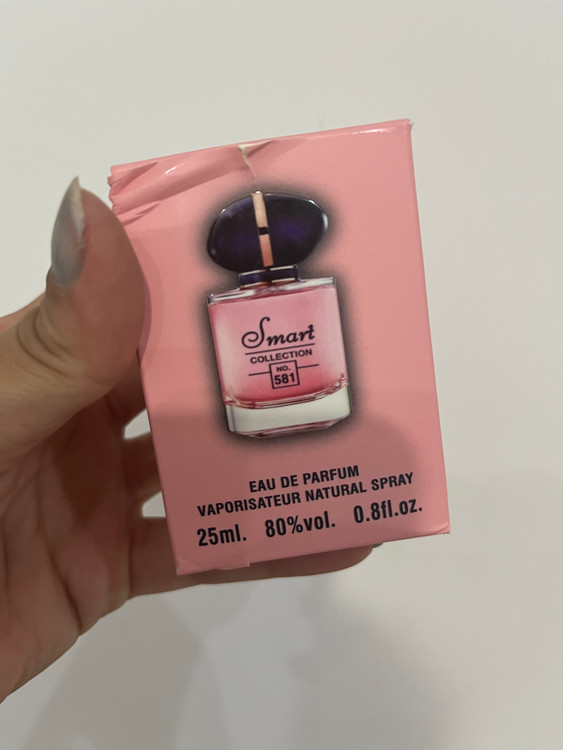 Smart
COLLECTION
NO.
581
EAU DE PARFUM
VAPORISATEUR NATURAL SPRAY
25ml. 80%vol. 0.8fl.oz.